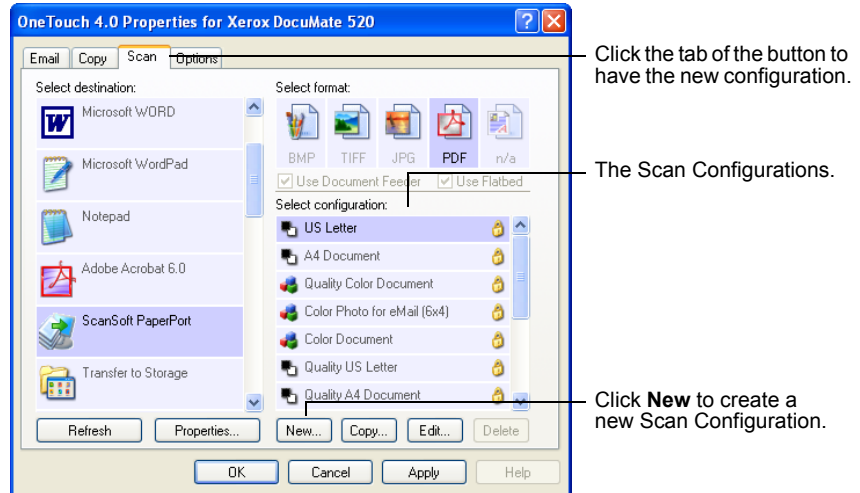 OneTouch 4.0 Properties for Xerox DocuMate 520
Email Copy Scan Options
Select destination:
Microsoft WORD
Microsoft WordPad
Notepad
Adobe Acrobat 6.0
ScanSoft PaperPort
Transfer to Storage
Refresh Properties...
Select format:
BMP TIFF JPG PDF n/a
Use Document Feeder Use Flatbed
Select configuration:
US Letter
A4 Document
Quality Color Document
Color Photo for eMail (6x4)
Color Document
Quality US Letter
Quality A4 Document
New... Copy... Edit... Delete
OK Cancel Apply Help
Click the tab of the button to
have the new configuration.
The Scan Configurations.
Click New to create a
new Scan Configuration.